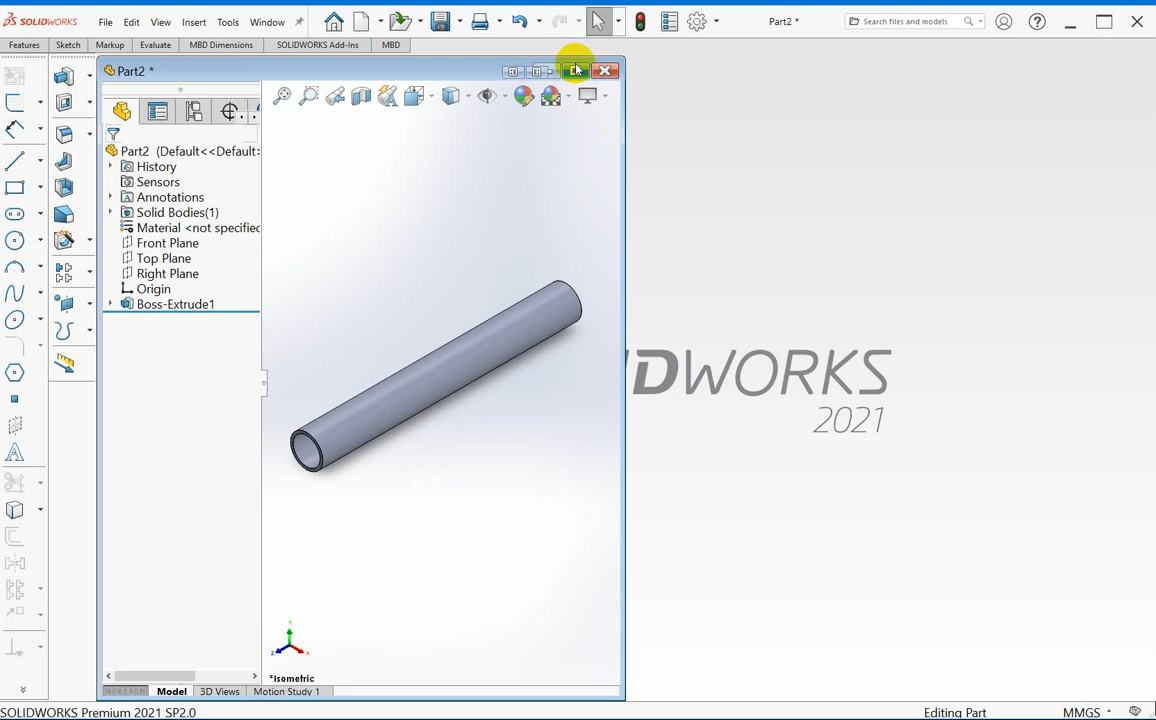 SOLIDWORKS File Edit View Insert Tools Window Part2 * Search files and models
Features Sketch Markup Evaluate MBD Dimensions SOLIDWORKS Add-Ins MBD
Part2 *
Part2 (Default<<Default>
History
Sensors
Annotations
Solid Bodies(1)
Material <not specified
Front Plane
Top Plane
Right Plane
Origin
Boss-Extrude1
DWORKS
2021
Y
Z X
*Isometric
Model 3D Views Motion Study 1
SOLIDWORKS Premium 2021 SP2.0 Editing Part MMGS